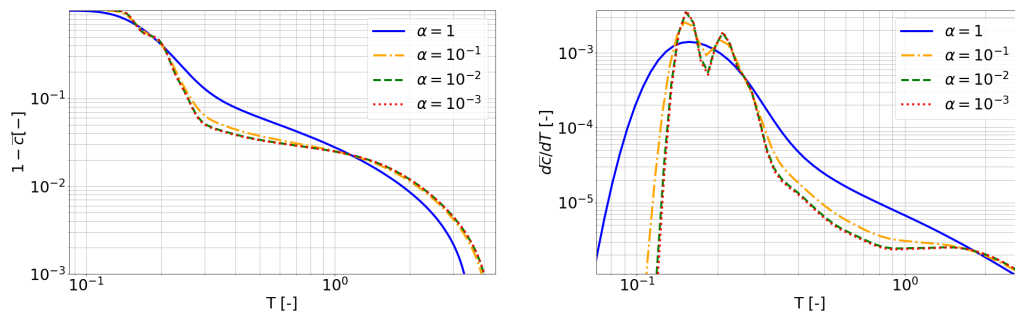 α = 1
α = 10⁻¹
α = 10⁻²
α = 10⁻³
10⁻¹
10⁻²
10⁻³
1 − c̅[−]
10⁻¹
10⁰
T [-]
α = 1
α = 10⁻¹
α = 10⁻²
α = 10⁻³
10⁻³
10⁻⁴
10⁻⁵
dc̅/dT [-]
10⁻¹
10⁰
T [-]